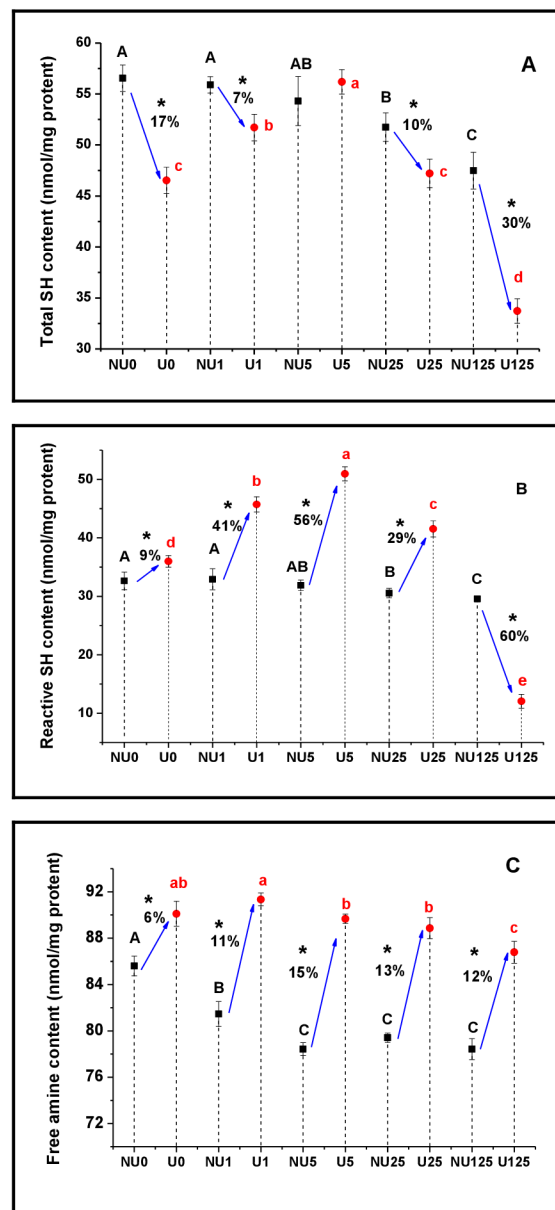 A
Total SH content (nmol/mg protent)
60
55
50
45
40
35
30
A
A
AB
a
B
C
*
17%
*
7%
*
10%
*
30%
c
b
c
d
NU0 U0 NU1 U1 NU5 U5 NU25 U25 NU125 U125
B
Reactive SH content (nmol/mg protent)
50
40
30
20
10
A
*
9%
d
A
*
41%
b
AB
*
56%
a
B
*
29%
c
C
*
60%
e
NU0 U0 NU1 U1 NU5 U5 NU25 U25 NU125 U125
C
Free amine content (nmol/mg protent)
92
88
84
80
76
72
A
*
6%
ab
B
*
11%
a
C
*
15%
b
C
*
13%
b
C
*
12%
c
NU0 U0 NU1 U1 NU5 U5 NU25 U25 NU125 U125